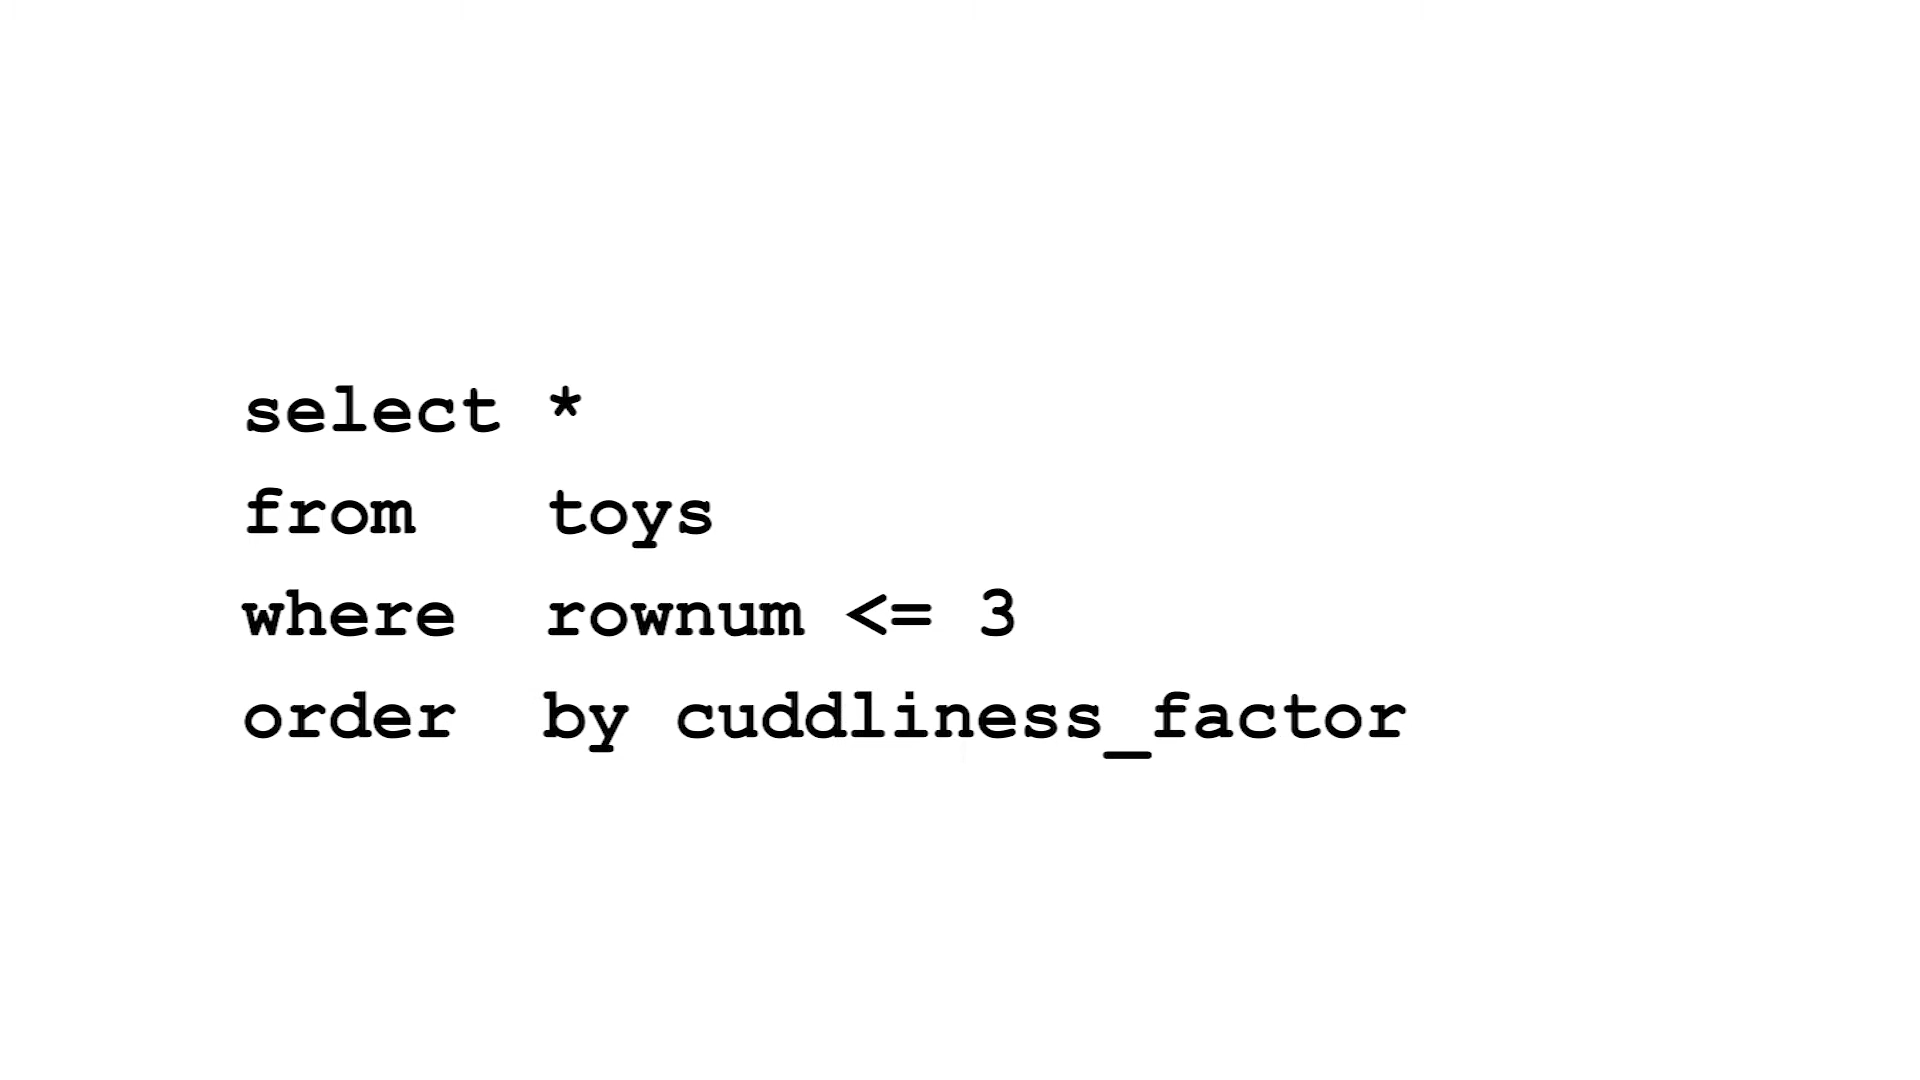 select *
from   toys
where  rownum <= 3
order  by cuddliness_factor